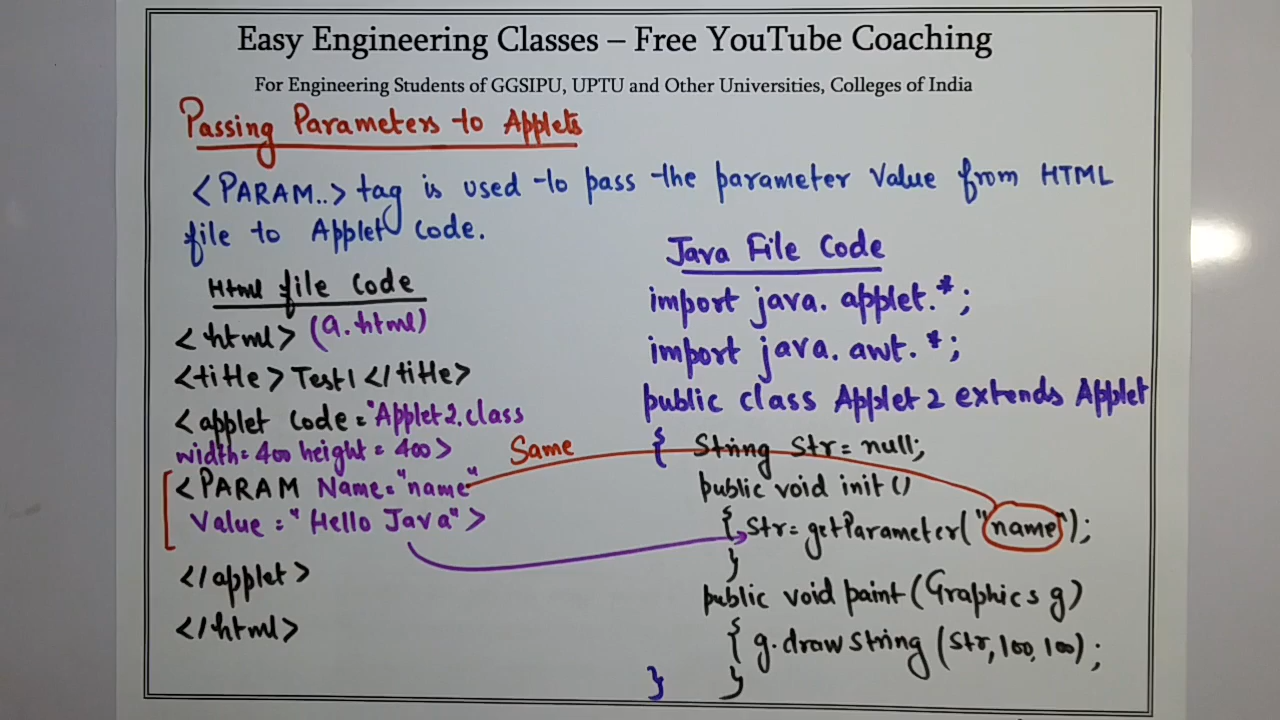 Easy Engineering Classes – Free YouTube Coaching
For Engineering Students of GGSIPU, UPTU and Other Universities, Colleges of India
Passing Parameters to Applets
<PARAM..> tag is used to pass the parameter Value from HTML
file to Applet Code.
Html file Code
<html> (a.html)
<title> Test1 </title>
<applet Code="Applet2.class
width=400 height=400>
<PARAM Name="name"
Value="Hello Java">
</applet>
</html>
Same
Java File Code
import java.applet.*;
import java.awt.*;
public class Applet2 extends Applet
{ String Str=null;
public void init()
{ Str=getParameter("name");
}
public void paint(Graphics g)
{ g.drawString(Str,100,100);
} }